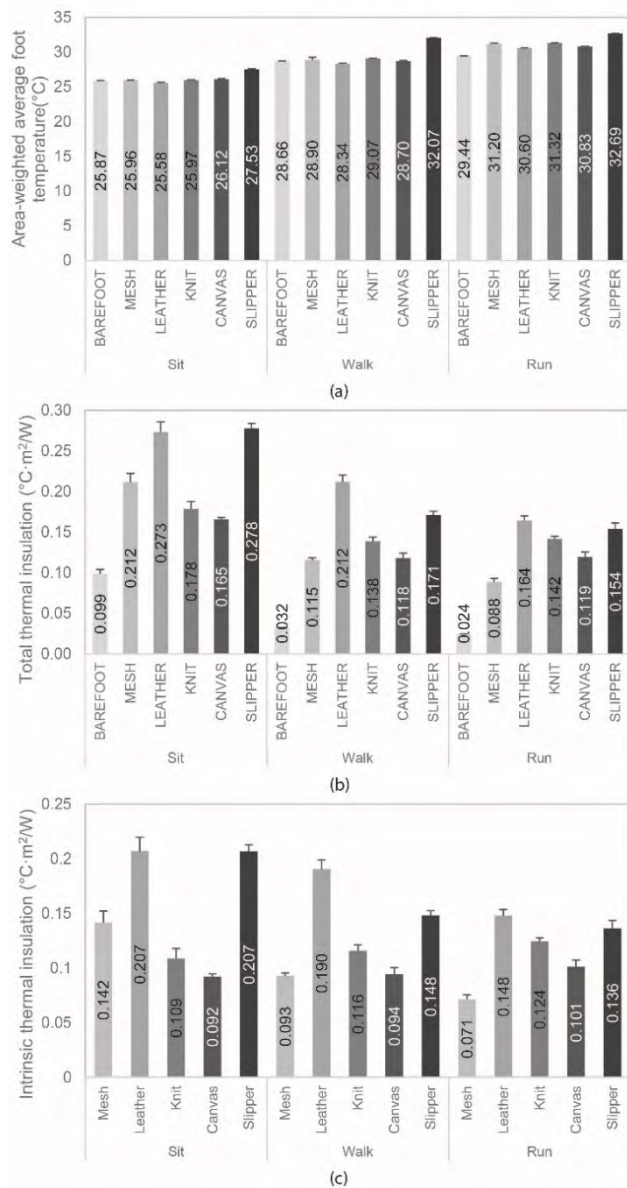 Area-weighted average foot
temperature(°C)
35
30
25
20
15
10
5
0
25.87
25.96
25.58
25.97
26.12
27.53
28.66
28.90
28.34
29.07
28.70
32.07
29.44
31.20
30.60
31.32
30.83
32.69
BAREFOOT
MESH
LEATHER
KNIT
CANVAS
SLIPPER
BAREFOOT
MESH
LEATHER
KNIT
CANVAS
SLIPPER
BAREFOOT
MESH
LEATHER
KNIT
CANVAS
SLIPPER
Sit
Walk
Run
(a)
Total thermal insulation (°C·m²/W)
0.30
0.25
0.20
0.15
0.10
0.05
0.00
0.099
0.212
0.273
0.178
0.165
0.278
0.032
0.115
0.212
0.138
0.118
0.171
0.024
0.088
0.164
0.142
0.119
0.154
BAREFOOT
MESH
LEATHER
KNIT
CANVAS
SLIPPER
BAREFOOT
MESH
LEATHER
KNIT
CANVAS
SLIPPER
BAREFOOT
MESH
LEATHER
KNIT
CANVAS
SLIPPER
Sit
Walk
Run
(b)
Intrinsic thermal insulation (°C·m²/W)
0.25
0.2
0.15
0.1
0.05
0
0.142
0.207
0.109
0.092
0.207
0.093
0.190
0.116
0.094
0.148
0.071
0.148
0.124
0.101
0.136
Mesh
Leather
Knit
Canvas
Slipper
Mesh
Leather
Knit
Canvas
Slipper
Mesh
Leather
Knit
Canvas
Slipper
Sit
Walk
Run
(c)